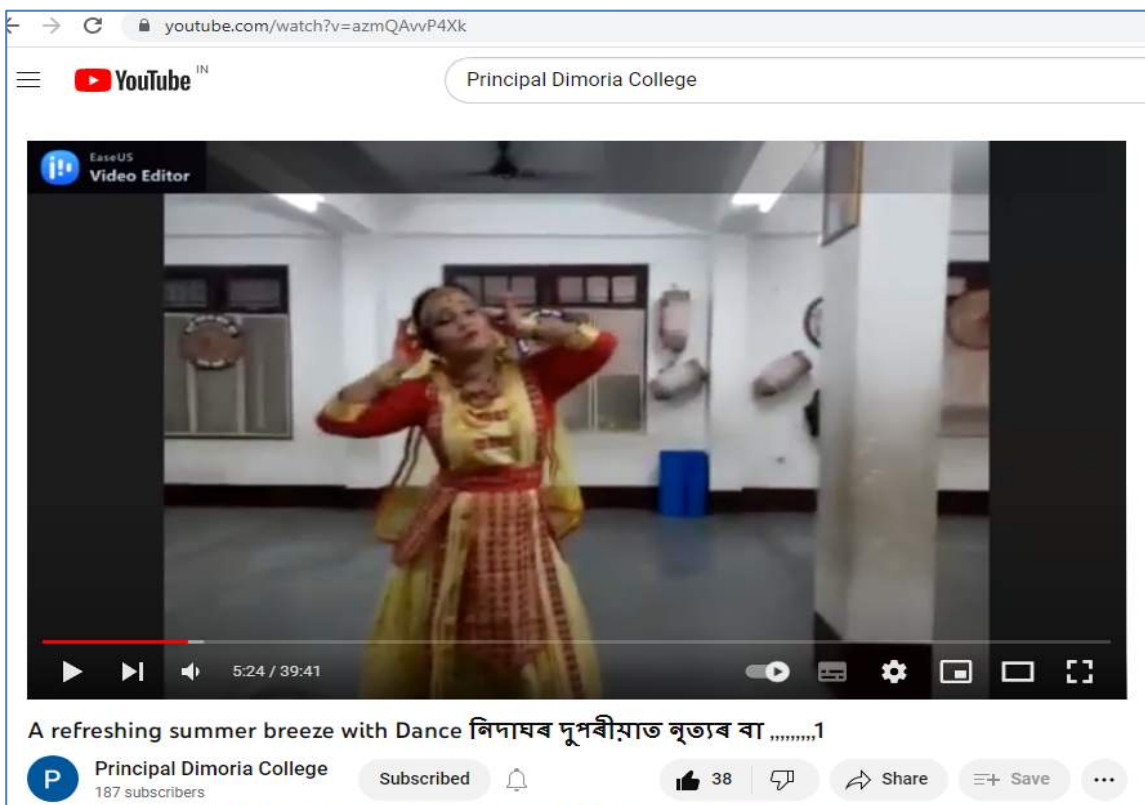 youtube.com/watch?v=azmQAvvP4Xk
YouTube IN
Principal Dimoria College
EaseUS
Video Editor
5:24 / 39:41
A refreshing summer breeze with Dance নিদাঘৰ দুপৰীয়াত নৃত্যৰ বা ,,,,,,,,,1
P
Principal Dimoria College
187 subscribers
Subscribed
38
Share
Save